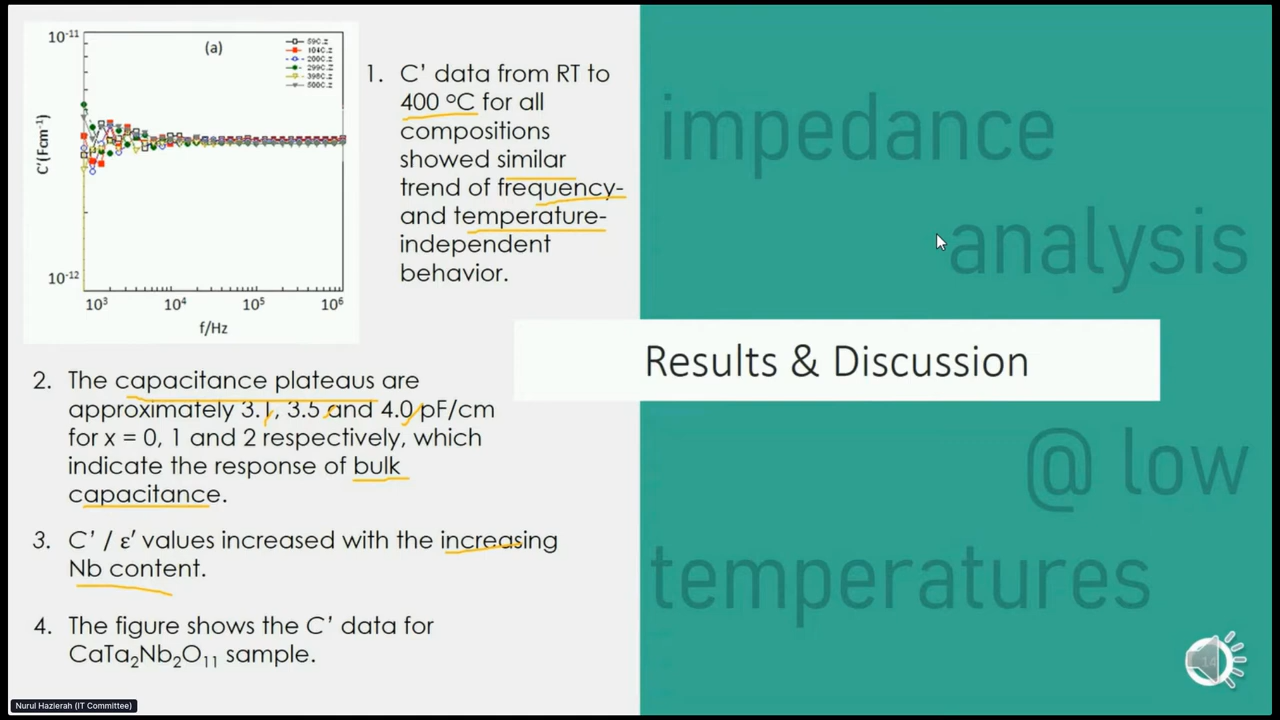 10-11
(a)
C'(Fcm-1)
10-12
10³ 10⁴ 10⁵ 10⁶
f/Hz
1. C' data from RT to
400 °C for all
compositions
showed similar
trend of frequency-
and temperature-
independent
behavior.
impedance
analysis
Results & Discussion
@ low
temperatures
2. The capacitance plateaus are
approximately 3.1, 3.5 and 4.0 pF/cm
for x = 0, 1 and 2 respectively, which
indicate the response of bulk
capacitance.
3. C' / ε' values increased with the increasing
Nb content.
4. The figure shows the C' data for
CaTa₂Nb₂O₁₁ sample.
14
Nurul Hazierah (IT Committee)